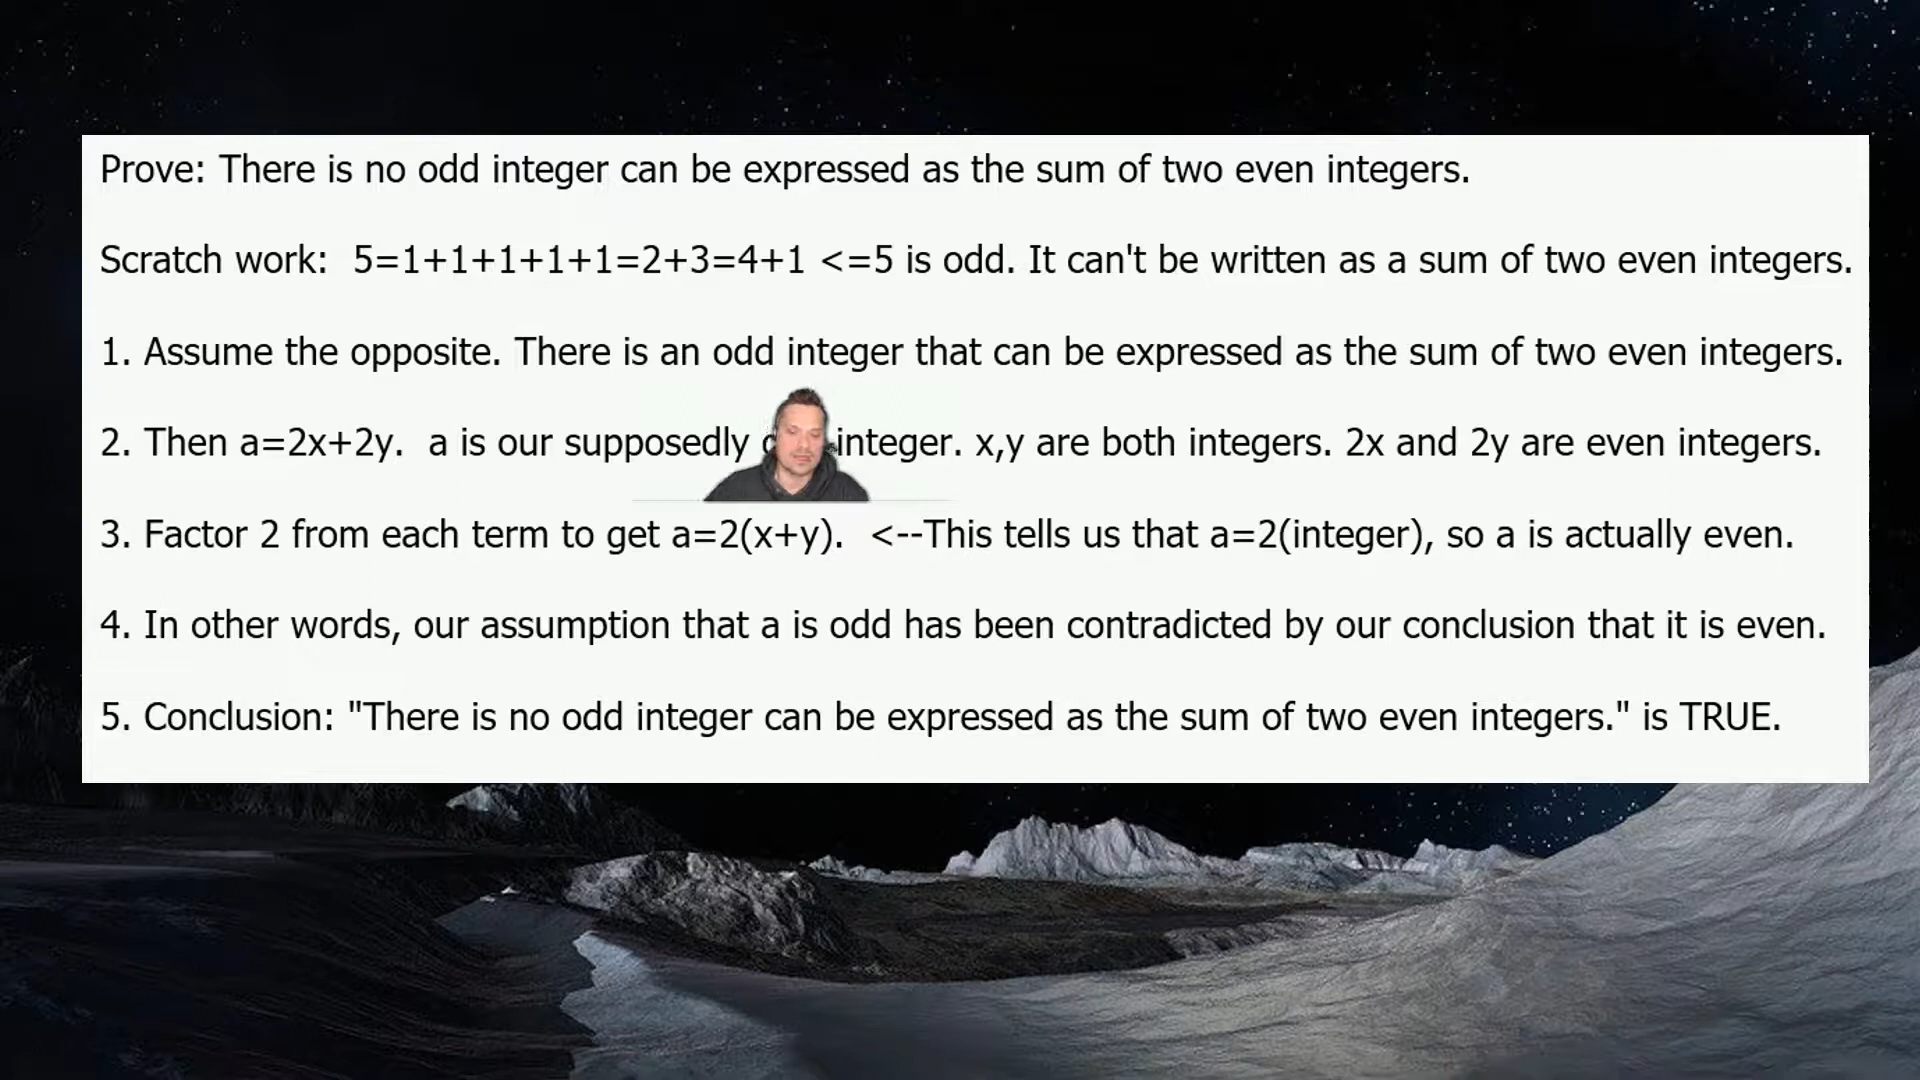 Prove: There is no odd integer can be expressed as the sum of two even integers.
Scratch work:  5=1+1+1+1+1=2+3=4+1 <=5 is odd. It can't be written as a sum of two even integers.
1. Assume the opposite. There is an odd integer that can be expressed as the sum of two even integers.
2. Then a=2x+2y.  a is our supposedly integer. x,y are both integers. 2x and 2y are even integers.
3. Factor 2 from each term to get a=2(x+y).  <--This tells us that a=2(integer), so a is actually even.
4. In other words, our assumption that a is odd has been contradicted by our conclusion that it is even.
5. Conclusion: "There is no odd integer can be expressed as the sum of two even integers." is TRUE.